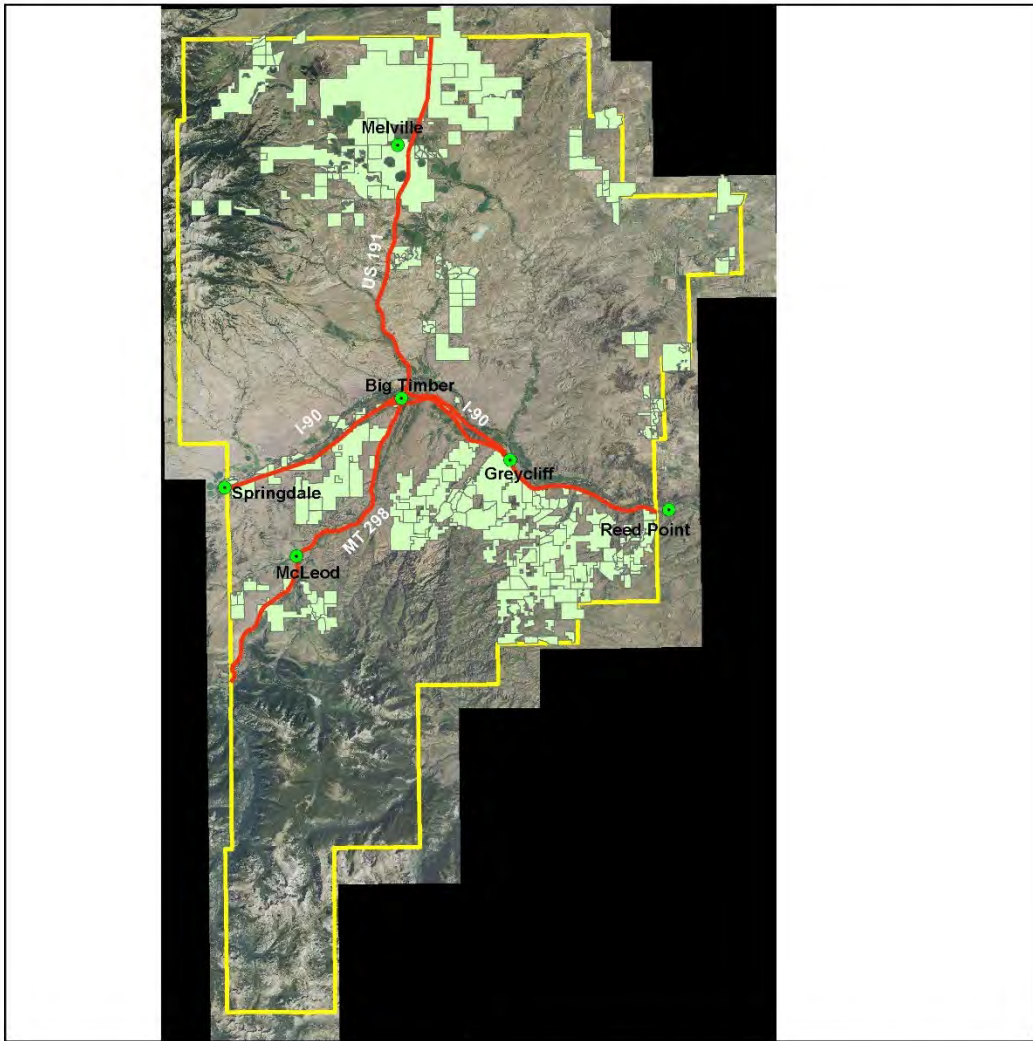 Melville
US 191
Big Timber
I-90
I-90
Greycliff
Springdale
Reed Point
MT 298
McLeod